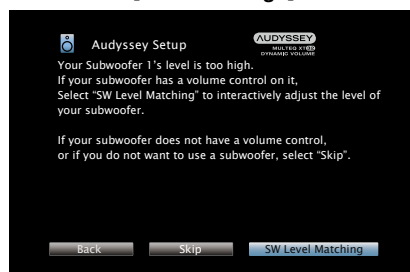 Audyssey Setup
AUDYSSEY
MULTEQ XT32
DYNAMIC VOLUME
Your Subwoofer 1's level is too high.
If your subwoofer has a volume control on it,
Select “SW Level Matching” to interactively adjust the level of
your subwoofer.
If your subwoofer does not have a volume control,
or if you do not want to use a subwoofer, select “Skip”.
Back
Skip
SW Level Matching